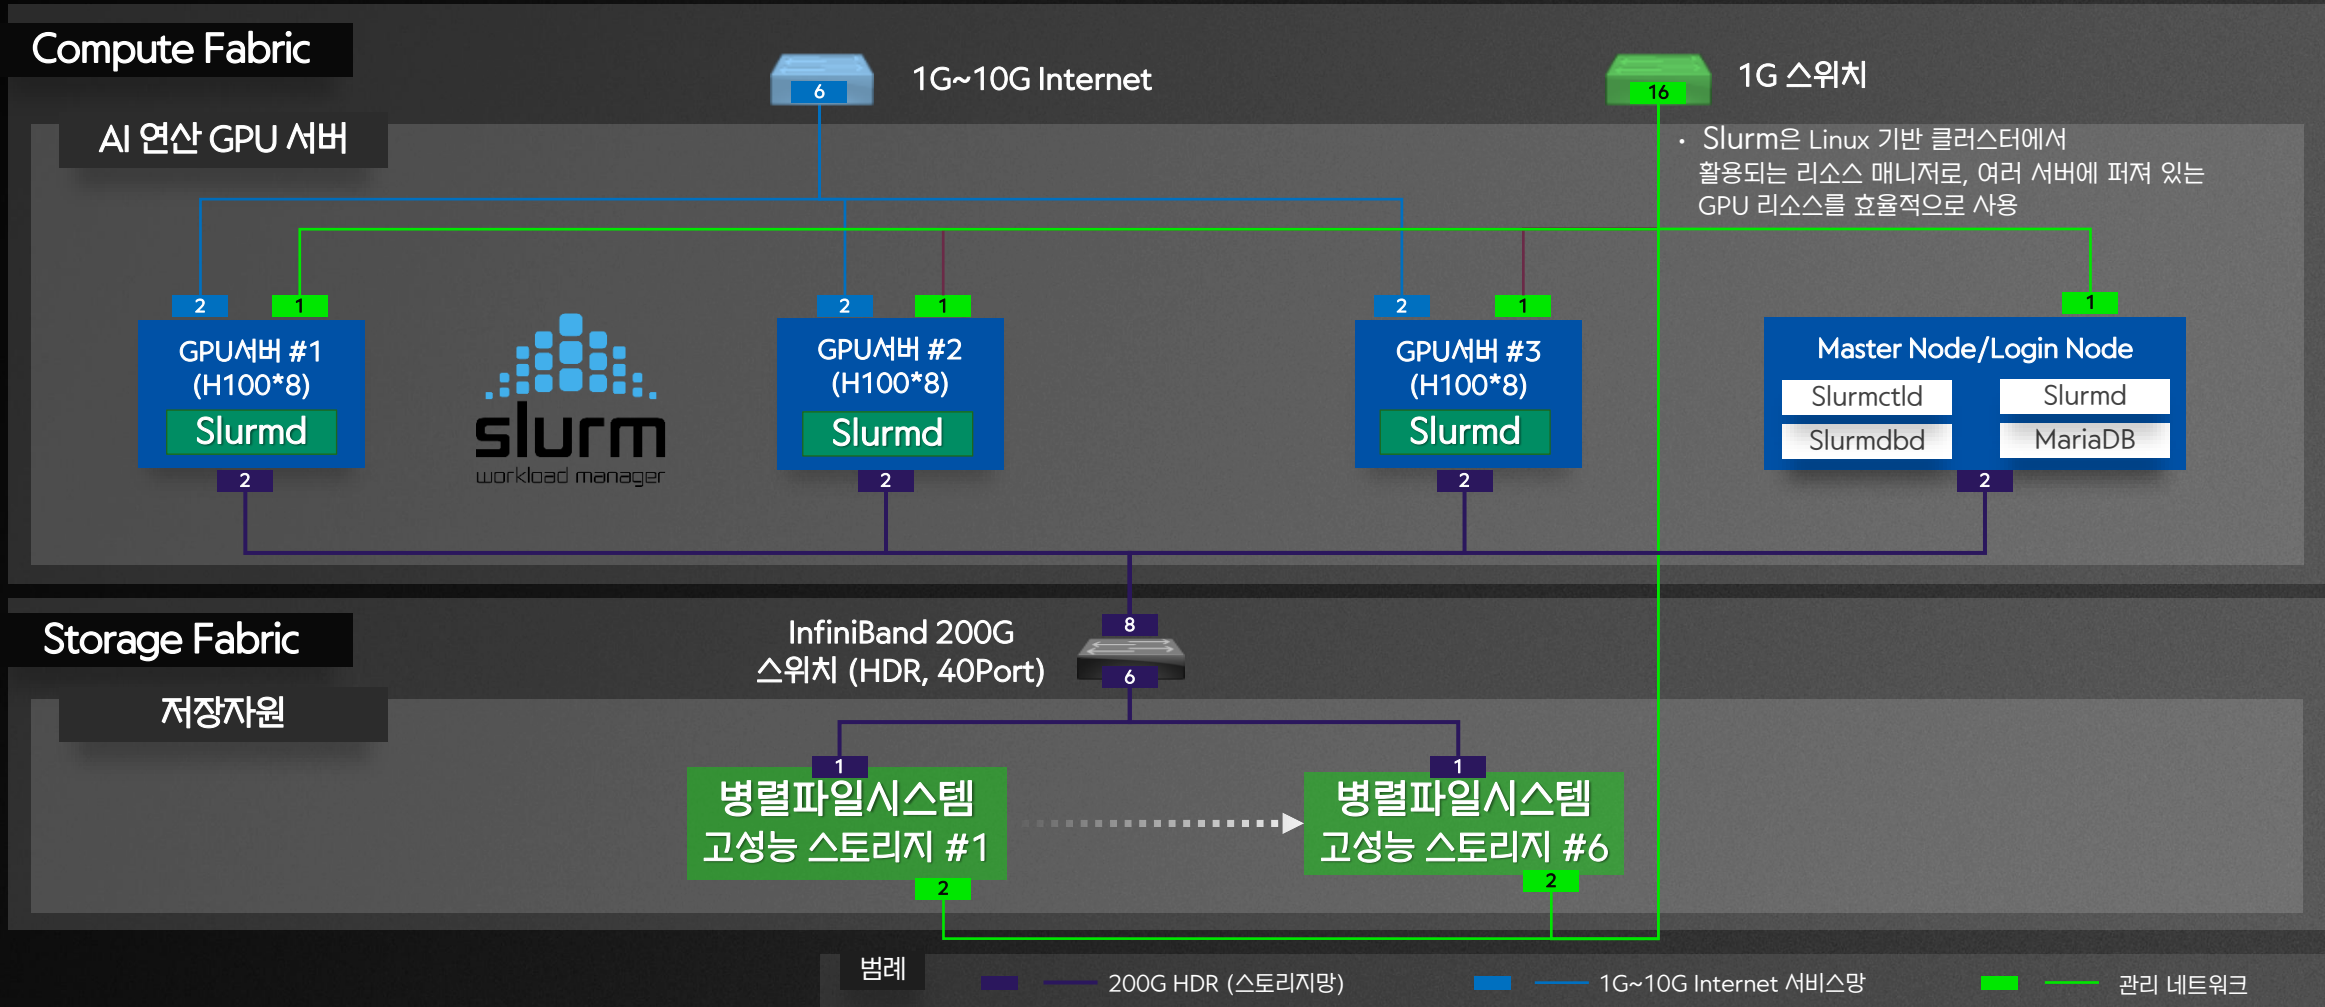 Compute Fabric
6
1G~10G Internet
16
1G 스위치
AI 연산 GPU 서버
• Slurm은 Linux 기반 클러스터에서
활용되는 리소스 매니저로, 여러 서버에 퍼져 있는
GPU 리소스를 효율적으로 사용
2
1
2
1
2
1
1
GPU서버 #1
(H100*8)
Slurmd
2
slurm
workload manager
GPU서버 #2
(H100*8)
Slurmd
2
GPU서버 #3
(H100*8)
Slurmd
2
Master Node/Login Node
Slurmctld
Slurmd
Slurmdbd
MariaDB
2
Storage Fabric
InfiniBand 200G
스위치 (HDR, 40Port)
8
6
저장자원
1
병렬파일시스템
고성능 스토리지 #1
2
1
병렬파일시스템
고성능 스토리지 #6
2
범례
200G HDR (스토리지망)
1G~10G Internet 서비스망
관리 네트워크